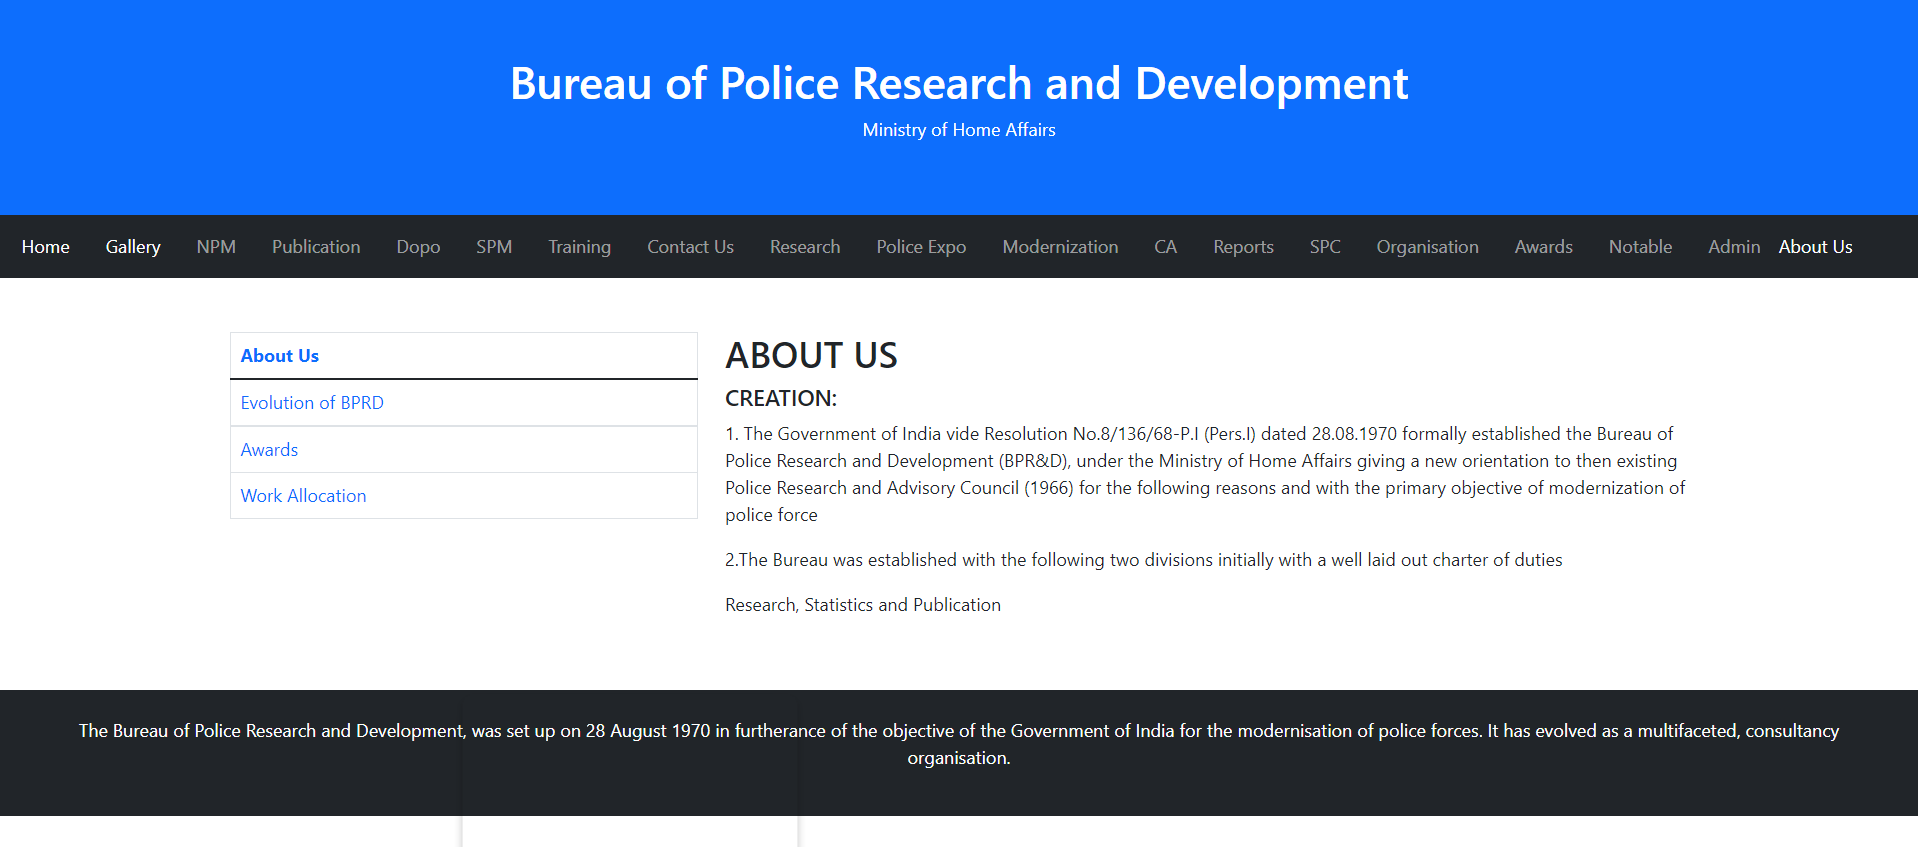 Bureau of Police Research and Development
Ministry of Home Affairs
Home Gallery NPM Publication Dopo SPM Training Contact Us Research Police Expo Modernization CA Reports SPC Organisation Awards Notable Admin About Us
About Us
Evolution of BPRD
Awards
Work Allocation
ABOUT US
CREATION:
1. The Government of India vide Resolution No.8/136/68-P.I (Pers.I) dated 28.08.1970 formally established the Bureau of
Police Research and Development (BPR&D), under the Ministry of Home Affairs giving a new orientation to then existing
Police Research and Advisory Council (1966) for the following reasons and with the primary objective of modernization of
police force
2.The Bureau was established with the following two divisions initially with a well laid out charter of duties
Research, Statistics and Publication
The Bureau of Police Research and Development, was set up on 28 August 1970 in furtherance of the objective of the Government of India for the modernisation of police forces. It has evolved as a multifaceted, consultancy
organisation.